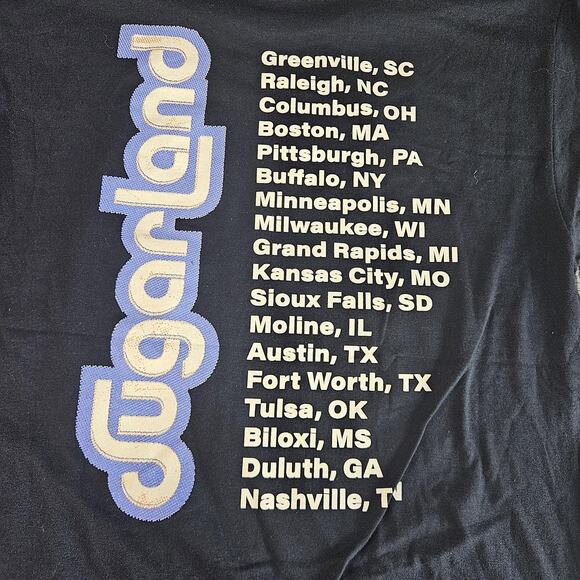 sugarland
Greenville, SC
Raleigh, NC
Columbus, OH
Boston, MA
Pittsburgh, PA
Buffalo, NY
Minneapolis, MN
Milwaukee, WI
Grand Rapids, MI
Kansas City, MO
Sioux Falls, SD
Moline, IL
Austin, TX
Fort Worth, TX
Tulsa, OK
Biloxi, MS
Duluth, GA
Nashville, TN